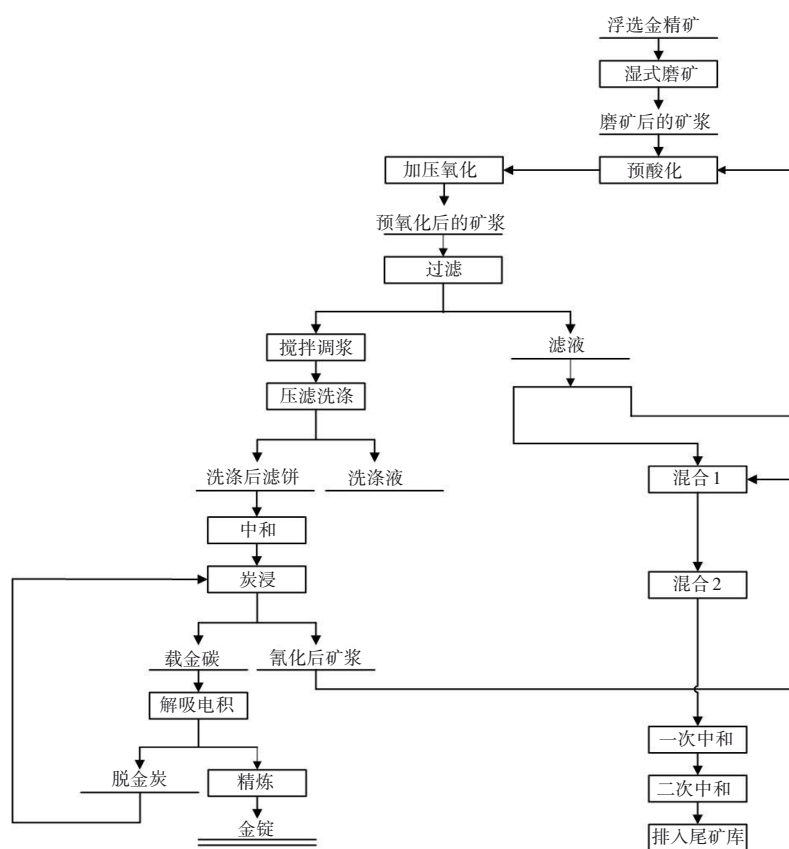 浮选金精矿
湿式磨矿
磨矿后的矿浆
加压氧化
预酸化
预氧化后的矿浆
过滤
搅拌调浆
滤液
压滤洗涤
洗涤后滤饼
洗涤液
混合1
中和
炭浸
混合2
载金碳
氰化后矿浆
解吸电积
一次中和
脱金炭
精炼
二次中和
金锭
排入尾矿库